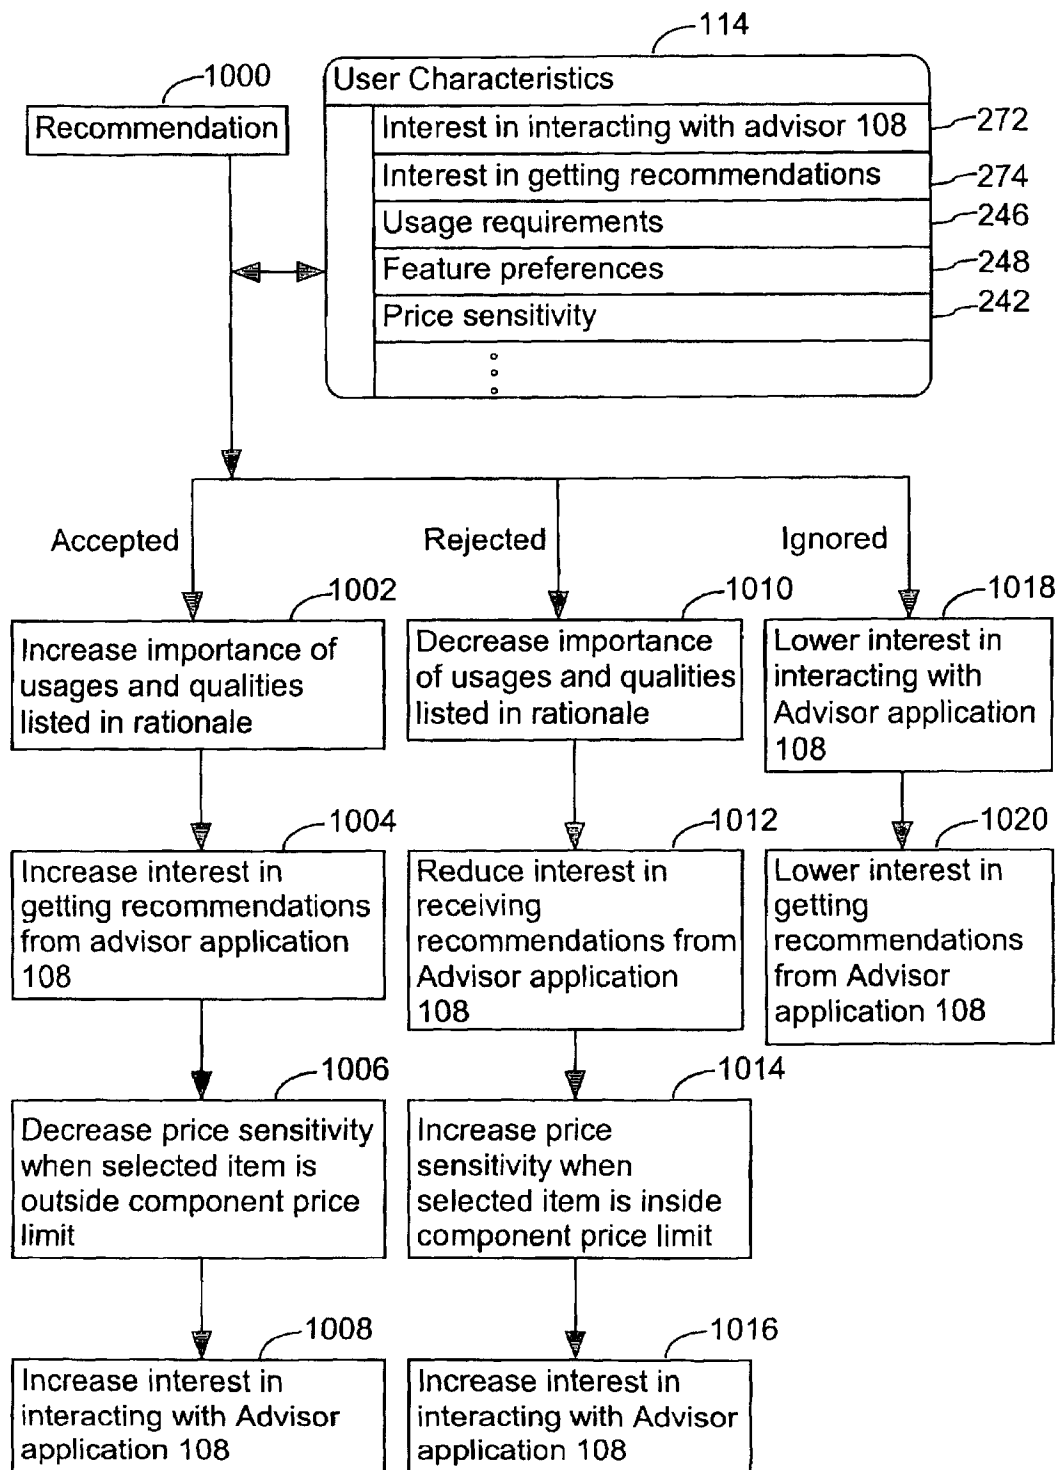 114
1000
User Characteristics
Recommendation
Interest in interacting with advisor 108
272
Interest in getting recommendations
274
Usage requirements
246
Feature preferences
248
Price sensitivity
242
Accepted
Rejected
Ignored
1002
Increase importance of
usages and qualities
listed in rationale
1010
Decrease importance
of usages and qualities
listed in rationale
1018
Lower interest in
interacting with
Advisor application
108
1004
Increase interest in
getting recommendations
from advisor application
108
1012
Reduce interest in
receiving
recommendations from
Advisor application
108
1020
Lower interest in
getting
recommendations
from Advisor
application 108
1006
Decrease price sensitivity
when selected item is
outside component price
limit
1014
Increase price
sensitivity when
selected item is inside
component price limit
1008
Increase interest in
interacting with Advisor
application 108
1016
Increase interest in
interacting with Advisor
application 108